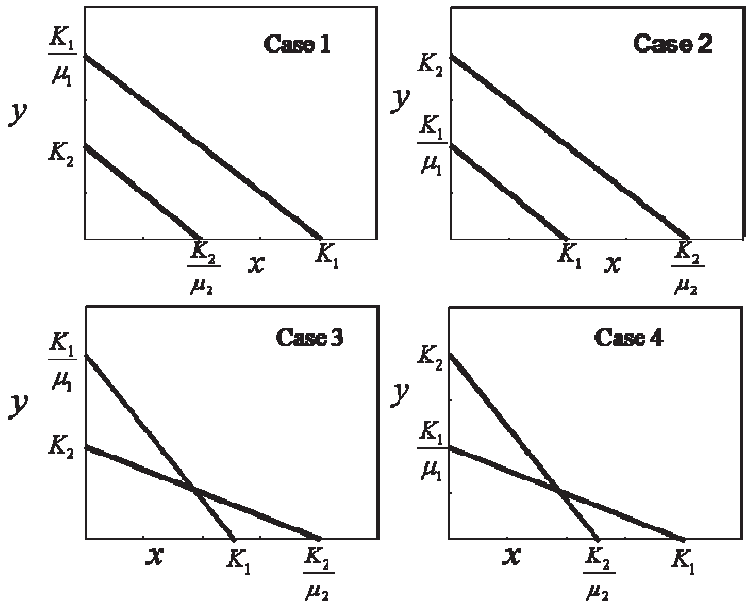 Case 1
K₁
μ₁
y
K₂
K₂
μ₂
x
K₁
Case 2
K₂
y
K₁
μ₁
K₁
x
K₂
μ₂
Case 3
K₁
μ₁
y
K₂
x
K₁
K₂
μ₂
Case 4
K₂
y
K₁
μ₁
x
K₂
μ₂
K₁